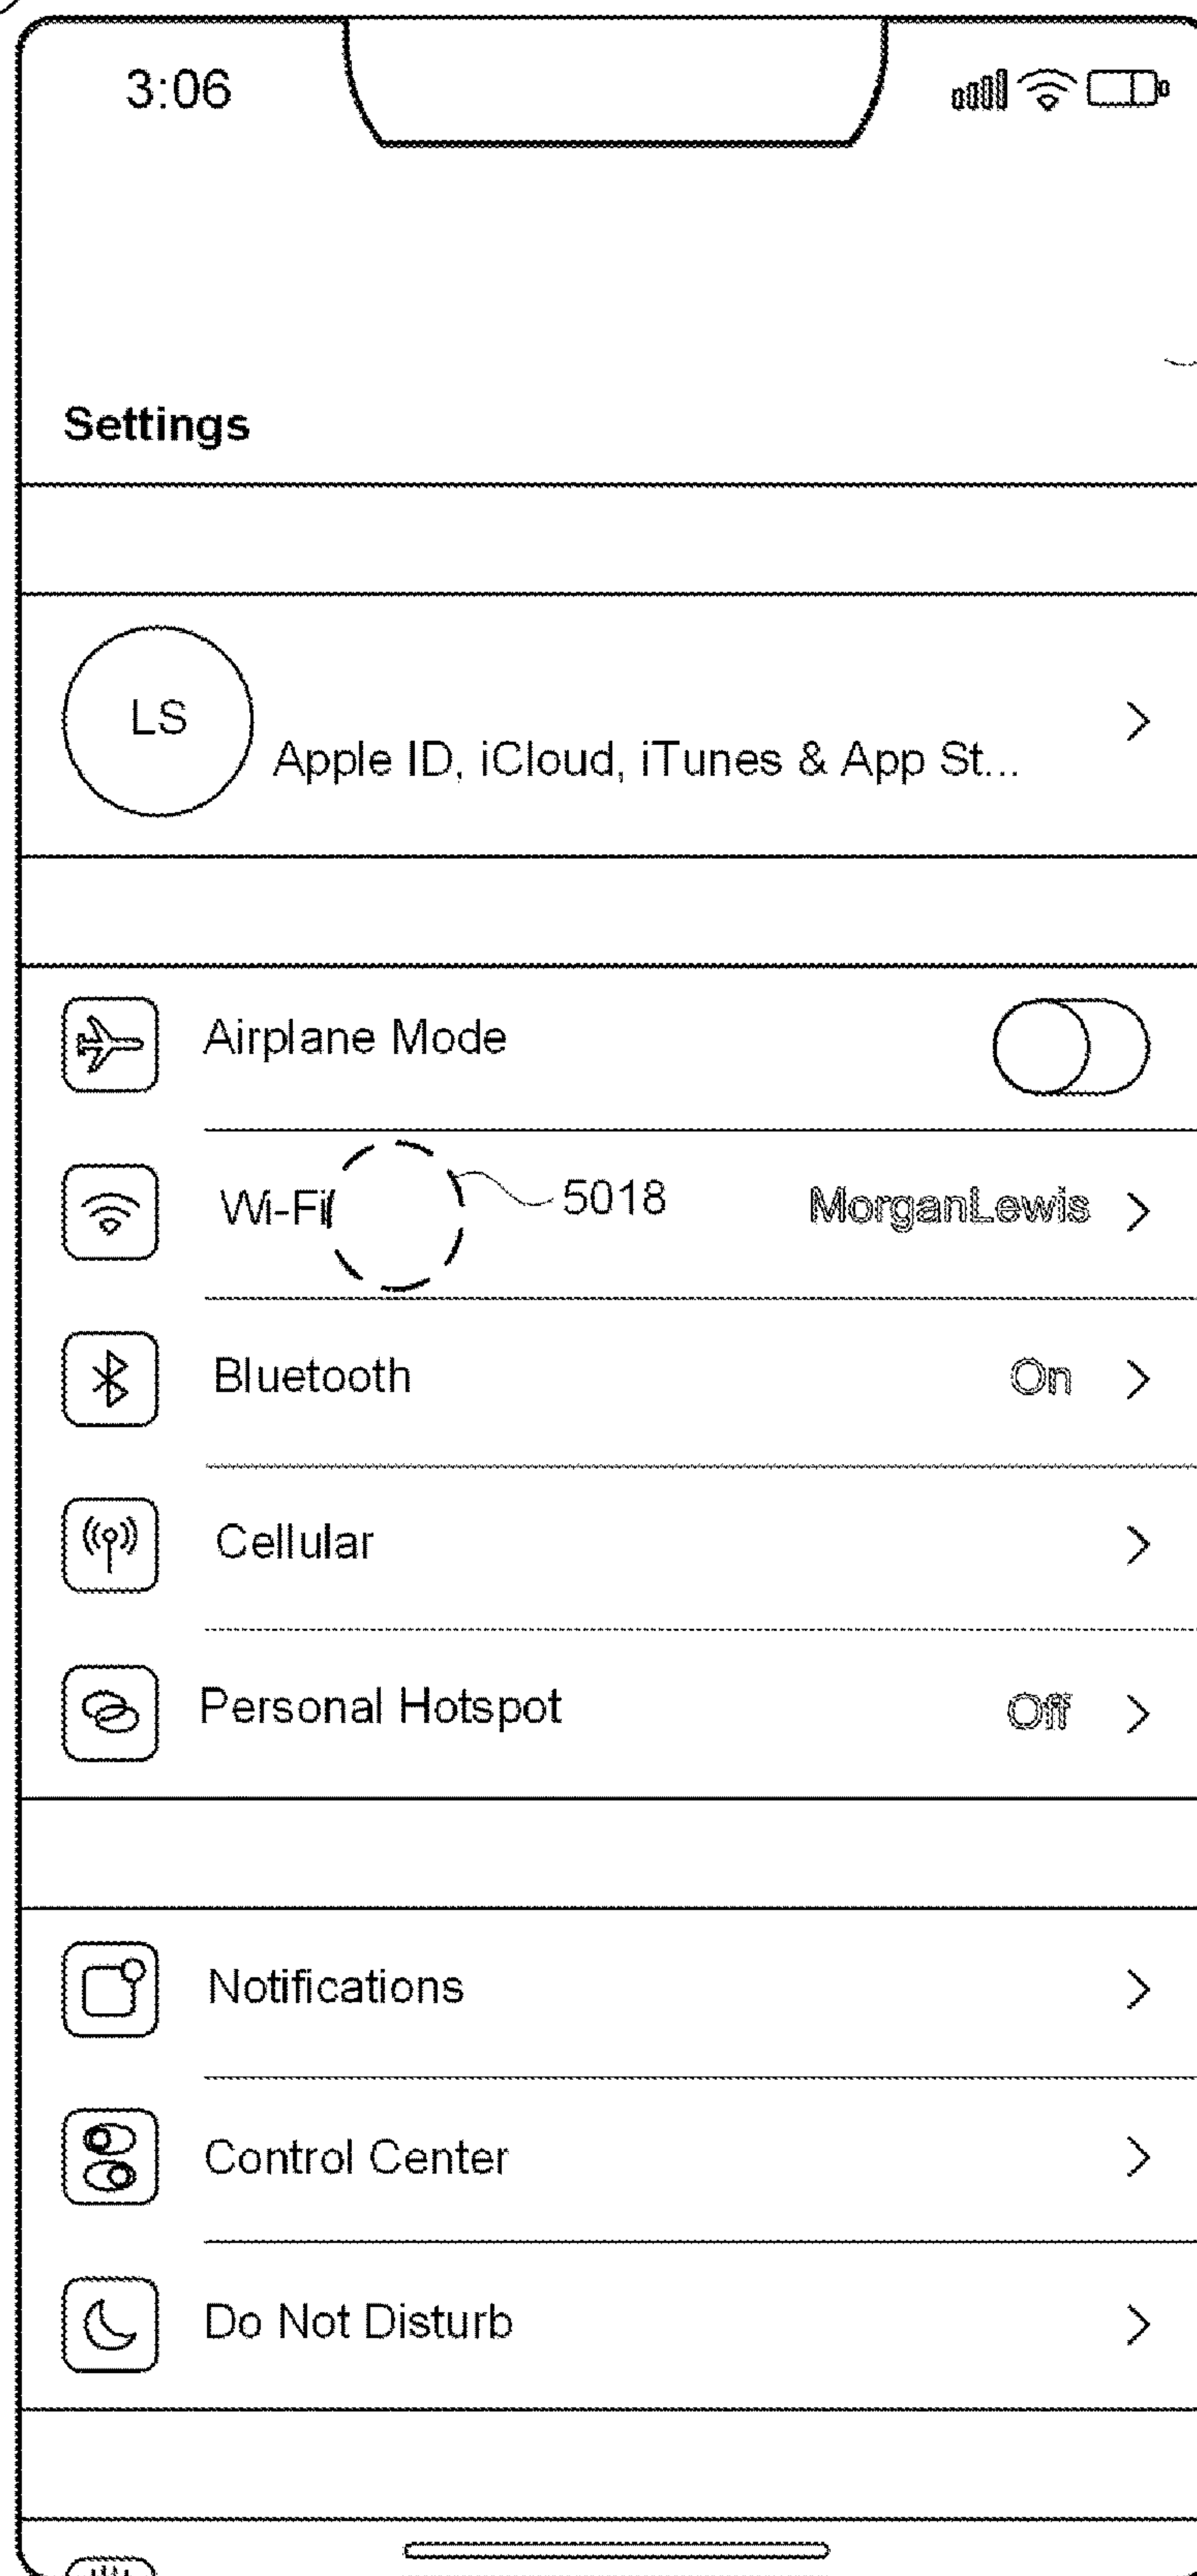 3:06
Settings
LS
Apple ID, iCloud, iTunes & App St...
Airplane Mode
Wi-Fi 5018 MorganLewis
Bluetooth On
Cellular
Personal Hotspot Off
Notifications
Control Center
Do Not Disturb